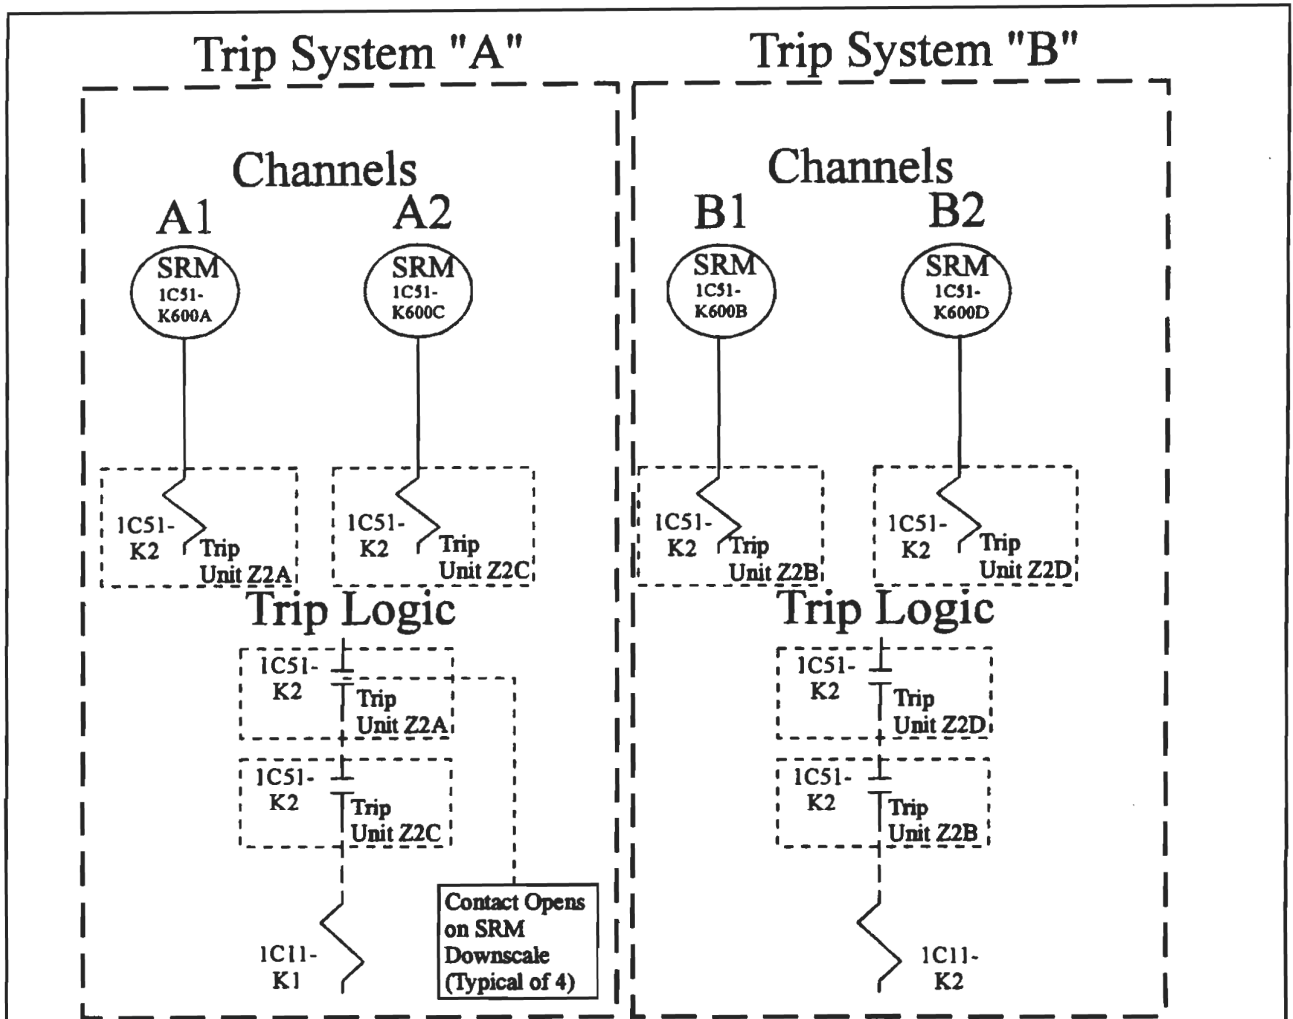 Trip System "A"
Channels
A1
A2
SRM
1C51-
K600A
SRM
1C51-
K600C
1C51-
K2
Trip
Unit Z2A
1C51-
K2
Trip
Unit Z2C
Trip Logic
1C51-
K2
Trip
Unit Z2A
1C51-
K2
Trip
Unit Z2C
1C11-
K1
Contact Opens
on SRM
Downscale
(Typical of 4)
Trip System "B"
Channels
B1
B2
SRM
1C51-
K600B
SRM
1C51-
K600D
1C51-
K2
Trip
Unit Z2B
1C51-
K2
Trip
Unit Z2D
Trip Logic
1C51-
K2
Trip
Unit Z2D
1C51-
K2
Trip
Unit Z2B
1C11-
K2